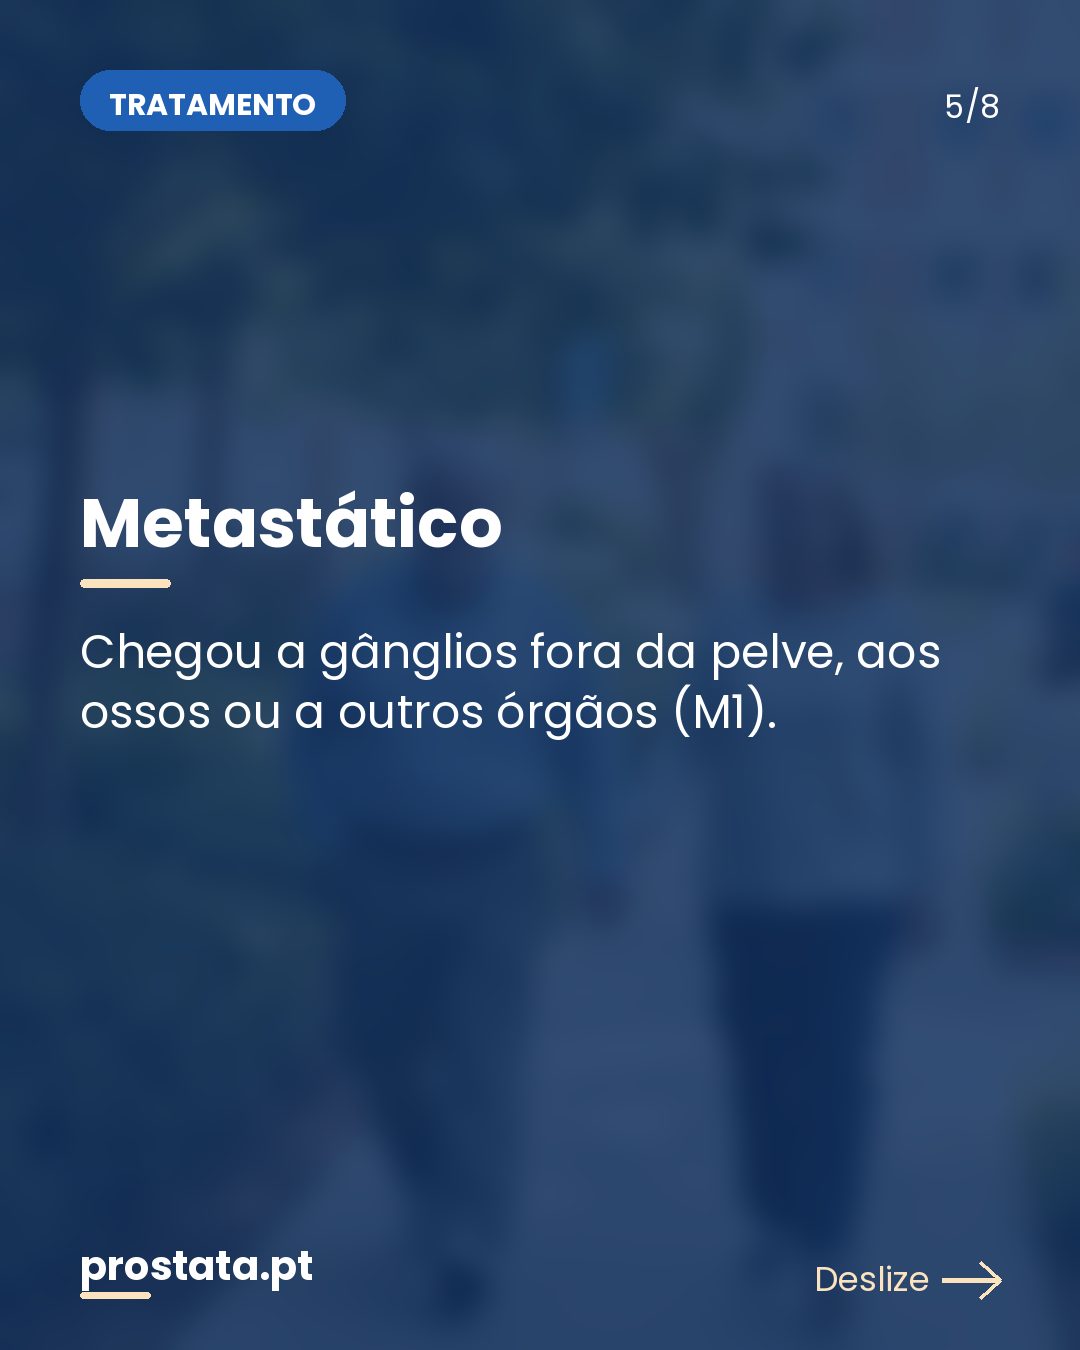 TRATAMENTO
5/8
Metastático
Chegou a gânglios fora da pelve, aos
ossos ou a outros órgãos (M1).
prostata.pt
Deslize